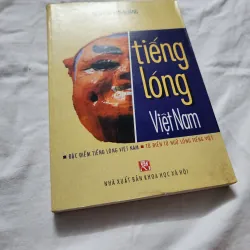 tiếng
lóng
Việt Nam
ĐẶC ĐIỂM TIẾNG LÓNG VIỆT NAM TỪ ĐIỂN TỪ NGỮ LÓNG TIẾNG VIỆT
NHÀ XUẤT BẢN KHOA HỌC XÃ HỘI